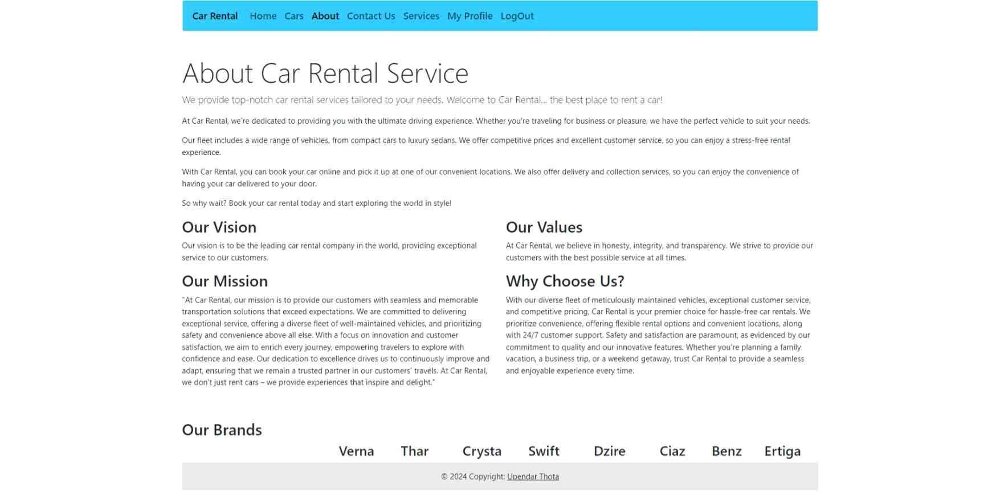 Car Rental Home Cars About Contact Us Services My Profile LogOut
About Car Rental Service
We provide top-notch car rental services tailored to your needs. Welcome to Car Rental... the best place to rent a car!
At Car Rental, we're dedicated to providing you with the ultimate driving experience. Whether you're traveling for business or pleasure, we have the perfect vehicle to suit your needs.
Our fleet includes a wide range of vehicles, from compact cars to luxury sedans. We offer competitive prices and excellent customer service, so you can enjoy a stress-free rental
experience.
With Car Rental, you can book your car online and pick it up at one of our convenient locations. We also offer delivery and collection services, so you can enjoy the convenience of
having your car delivered to your door.
So why wait? Book your car rental today and start exploring the world in style!
Our Vision
Our vision is to be the leading car rental company in the world, providing exceptional
service to our customers.
Our Values
At Car Rental, we believe in honesty, integrity, and transparency. We strive to provide our
customers with the best possible service at all times.
Our Mission
"At Car Rental, our mission is to provide our customers with seamless and memorable
transportation solutions that exceed expectations. We are committed to delivering
exceptional service, offering a diverse fleet of well-maintained vehicles, and prioritizing
safety and convenience above all else. With a focus on innovation and customer
satisfaction, we aim to enrich every journey, empowering travelers to explore with
confidence and ease. Our dedication to excellence drives us to continuously improve and
adapt, ensuring that we remain a trusted partner in our customers' travels. At Car Rental,
we don't just rent cars – we provide experiences that inspire and delight."
Why Choose Us?
With our diverse fleet of meticulously maintained vehicles, exceptional customer service,
and competitive pricing, Car Rental is your premier choice for hassle-free car rentals. We
prioritize convenience, offering flexible rental options and convenient locations, along
with 24/7 customer support. Safety and satisfaction are paramount, as evidenced by our
commitment to quality and our innovative features. Whether you're planning a family
vacation, a business trip, or a weekend getaway, trust Car Rental to provide a seamless
and enjoyable experience every time.
Our Brands
Verna Thar Crysta Swift Dzire Ciaz Benz Ertiga
© 2024 Copyright: Upendar Thota